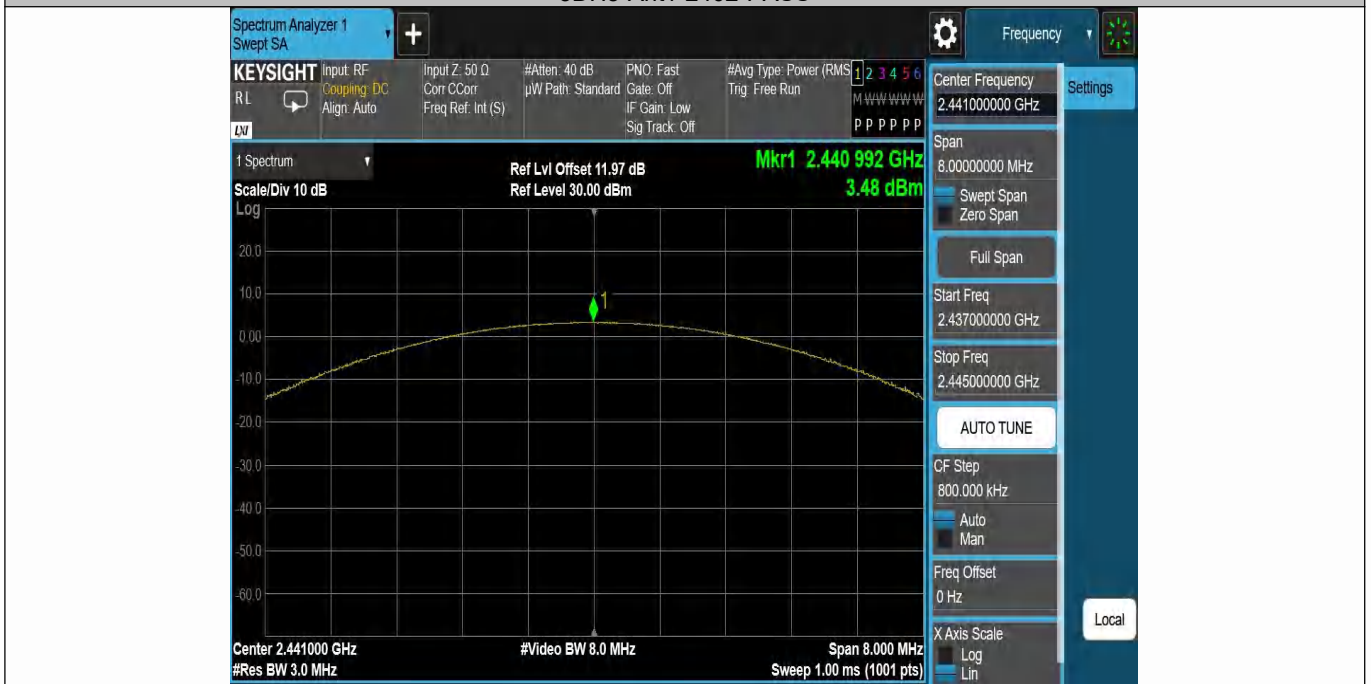 Spectrum Analyzer 1
Swept SA
+
Frequency
KEYSIGHT
RL
LXI
Input: RF
Coupling: DC
Align: Auto
Input Z: 50 Ω
Corr CCorr
Freq Ref: Int (S)
#Atten: 40 dB
µW Path: Standard
PNO: Fast
Gate: Off
IF Gain: Low
Sig Track: Off
#Avg Type: Power (RMS
Trig: Free Run
1 2 3 4 5 6
M W W W W W
P P P P P P
Center Frequency
2.441000000 GHz
Settings
Span
8.00000000 MHz
Swept Span
Zero Span
Full Span
Start Freq
2.437000000 GHz
Stop Freq
2.445000000 GHz
AUTO TUNE
CF Step
800.000 kHz
Auto
Man
Freq Offset
0 Hz
X Axis Scale
Log
Lin
Local
1 Spectrum
Scale/Div 10 dB
Ref Lvl Offset 11.97 dB
Ref Level 30.00 dBm
Mkr1 2.440 992 GHz
3.48 dBm
Log
20.0
10.0
1
0.00
-10.0
-20.0
-30.0
-40.0
-50.0
-60.0
Center 2.441000 GHz
#Res BW 3.0 MHz
#Video BW 8.0 MHz
Span 8.000 MHz
Sweep 1.00 ms (1001 pts)